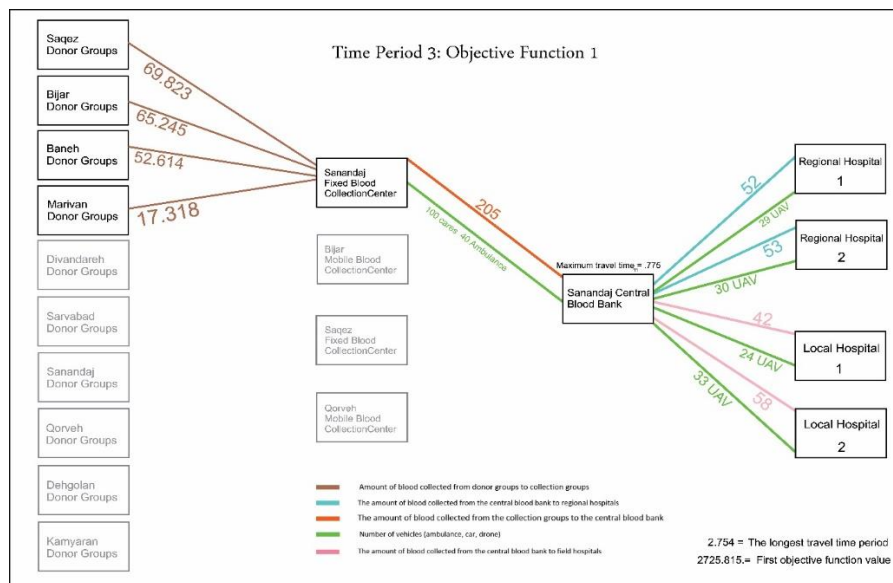 Time Period 3: Objective Function 1
Saqez
Donor Groups
Bijar
Donor Groups
Baneh
Donor Groups
Marivan
Donor Groups
Divandareh
Donor Groups
Sarvabad
Donor Groups
Sanandaj
Donor Groups
Qorveh
Donor Groups
Dehgolan
Donor Groups
Kamyaran
Donor Groups
69.823
65.245
52.614
17.318
Sanandaj
Fixed Blood
CollectionCenter
Bijar
Mobile Blood
CollectionCenter
Saqez
Fixed Blood
CollectionCenter
Qorveh
Mobile Blood
CollectionCenter
205
100 cares 40 Ambulance
Maximum travel time = .775
Sanandaj Central
Blood Bank
52
29 UAV
53
30 UAV
42
24 UAV
58
33 UAV
Regional Hospital
1
Regional Hospital
2
Local Hospital
1
Local Hospital
2
Amount of blood collected from donor groups to collection groups
The amount of blood collected from the central blood bank to regional hospitals
The amount of blood collected from the collection groups to the central blood bank
Number of vehicles (ambulance, car, drone)
The amount of blood collected from the central blood bank to field hospitals
2.754 = The longest travel time period
2725.815.= First objective function value